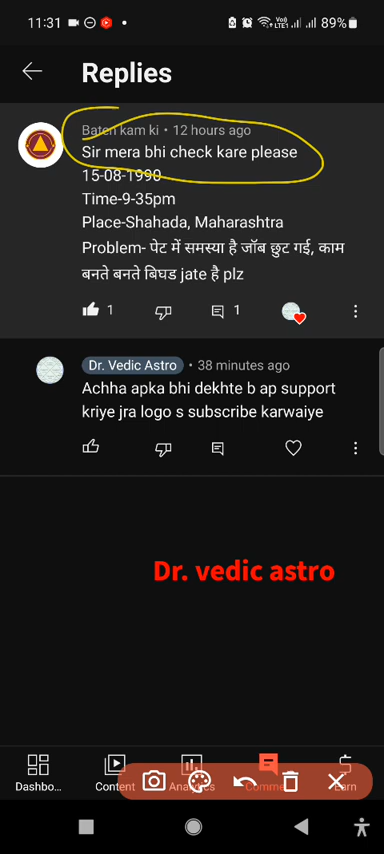 11:31
89%
Replies
Baten kam ki • 12 hours ago
Sir mera bhi check kare please
15-08-1990
Time-9-35pm
Place-Shahada, Maharashtra
Problem- पेट में समस्या है जॉब छुट गई, काम
बनते बनते बिघड jate है plz
1 1
Dr. Vedic Astro • 38 minutes ago
Achha apka bhi dekhte b ap support
kriye jra logo s subscribe karwaiye
Dr. vedic astro
Dashbo... Content Analytics Comme Earn